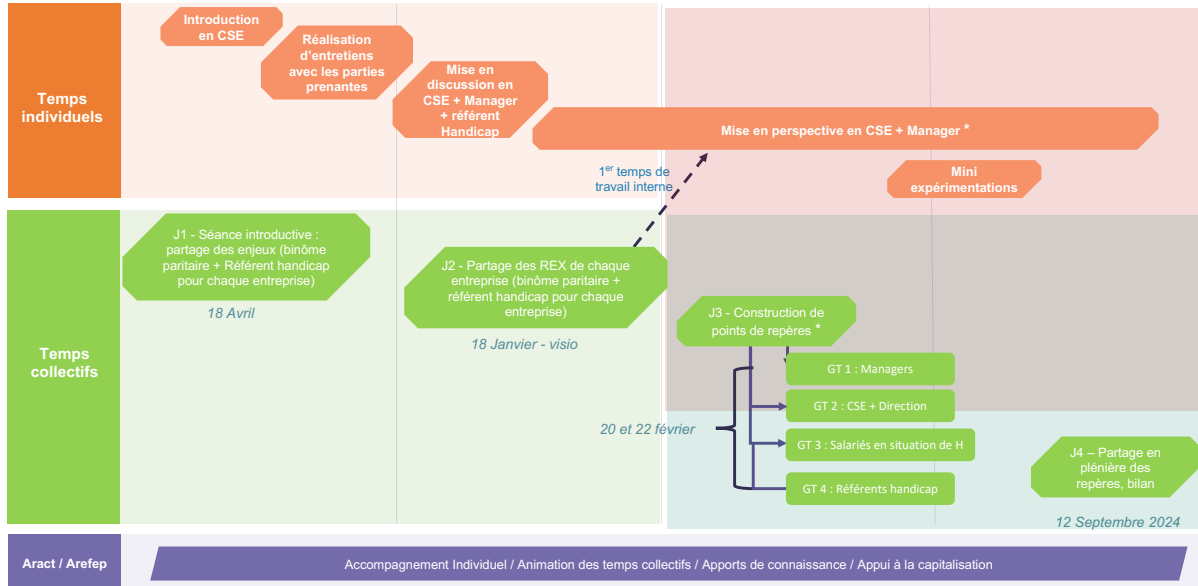 Temps
individuels
Introduction
en CSE
Réalisation
d'entretiens
avec les parties
prenantes
Mise en
discussion en
CSE + Manager
+ référent
Handicap
Mise en perspective en CSE + Manager *
1er temps de
travail interne
Mini
expérimentations
Temps
collectifs
J1 - Séance introductive :
partage des enjeux (binôme
paritaire + Référent handicap
pour chaque entreprise)
18 Avril
J2 - Partage des REX de chaque
entreprise (binôme paritaire +
référent handicap pour chaque
entreprise)
18 Janvier - visio
J3 - Construction de
points de repères *
GT 1 : Managers
GT 2 : CSE + Direction
20 et 22 février
GT 3 : Salariés en situation de H
GT 4 : Référents handicap
J4 – Partage en
plénière des
repères, bilan
12 Septembre 2024
Aract / Arefep
Accompagnement Individuel / Animation des temps collectifs / Apports de connaissance / Appui à la capitalisation